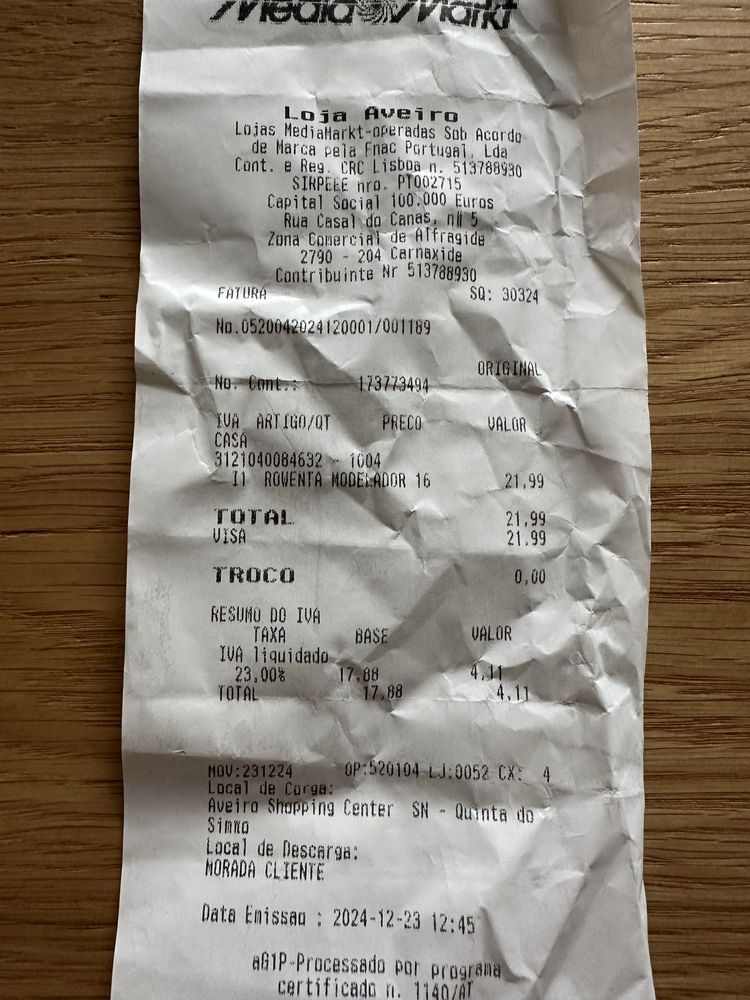 Media Markt
Loja Aveiro
Lojas MediaMarkt-operadas Sob Acordo
de Marca pela Fnac Portugal, Lda
Cont. e Reg. CRC Lisboa n. 513788930
SIRPEEE nro. PT002715
Capital Social 100.000 Euros
Rua Casal do Canas, nº 5
Zona Comercial de Alfragide
2790 - 204 Carnaxide
Contribuinte Nr 513788930
FATURA SQ: 30324
No.0520042024120001/001189
ORIGINAL
No. Cont.: 173773494
IVA ARTIGO/QT PRECO VALOR
CASA
3121040084632 - 1004
I1 ROWENTA MODELADOR 16 21,99
TOTAL 21,99
VISA 21,99
TROCO 0,00
RESUMO DO IVA
TAXA BASE VALOR
IVA liquidado
23,00% 17,88 4,11
TOTAL 17,88 4,11
MOV:231224 OP:520104 LJ:0052 CX: 4
Local de Carga:
Aveiro Shopping Center SN - Quinta do
Simão
Local de Descarga:
MORADA CLIENTE
Data Emissao : 2024-12-23 12:45
aG1P-Processado por programa
certificado n. 1140/AT